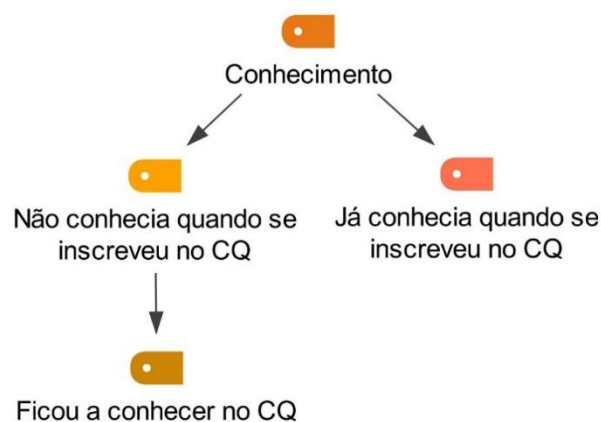 Conhecimento
Não conhecia quando se
inscreveu no CQ
Já conhecia quando se
inscreveu no CQ
Ficou a conhecer no CQ